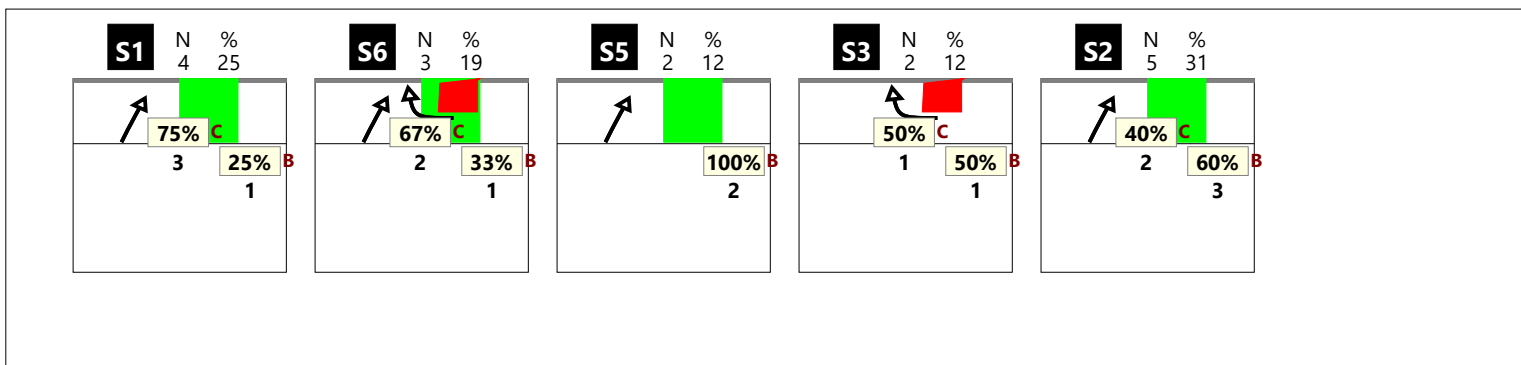 S1 N % S6 N % S5 N % S3 N % S2 N %
4 25 3 19 2 12 2 12 5 31
75% C 67% C 50% C 40% C
3 25% B 2 33% B 100% B 1 50% B 2 60% B
1 1 2 1 3